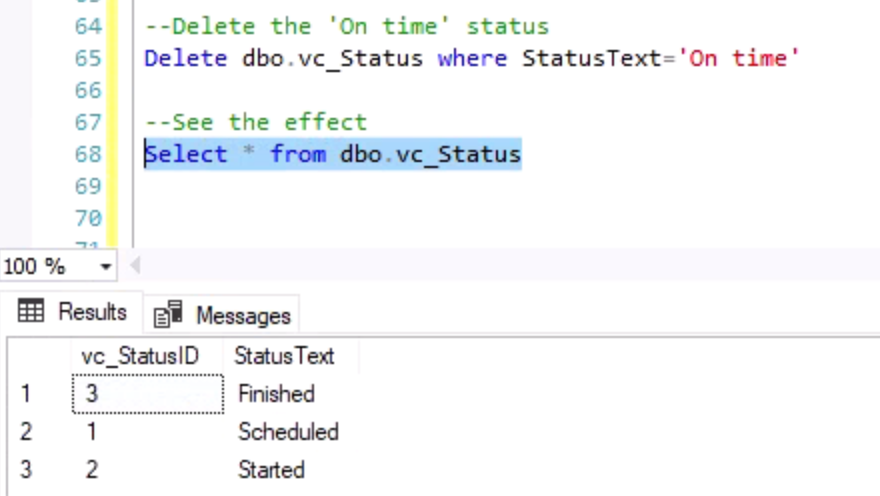 64 --Delete the 'On time' status
65 Delete dbo.vc_Status where StatusText='On time'
66
67 --See the effect
68 Select * from dbo.vc_Status
69
70
100 %
Results Messages
vc_StatusID StatusText
1 3 Finished
2 1 Scheduled
3 2 Started